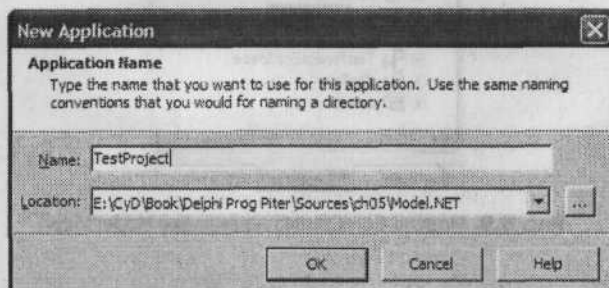 New Application
Application Name
Type the name that you want to use for this application. Use the same naming
conventions that you would for naming a directory.
Name: TestProject
Location: E:\CyD\Book\Delphi Prog Piter\Sources\ch05\Model.NET
...
OK Cancel Help